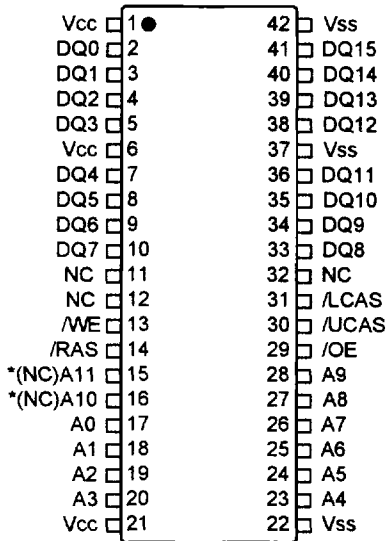 Vcc 1 42 Vss
DQ0 2 41 DQ15
DQ1 3 40 DQ14
DQ2 4 39 DQ13
DQ3 5 38 DQ12
Vcc 6 37 Vss
DQ4 7 36 DQ11
DQ5 8 35 DQ10
DQ6 9 34 DQ9
DQ7 10 33 DQ8
NC 11 32 NC
NC 12 31 /LCAS
/WE 13 30 /UCAS
/RAS 14 29 /OE
*(NC)A11 15 28 A9
*(NC)A10 16 27 A8
A0 17 26 A7
A1 18 25 A6
A2 19 24 A5
A3 20 23 A4
Vcc 21 22 Vss